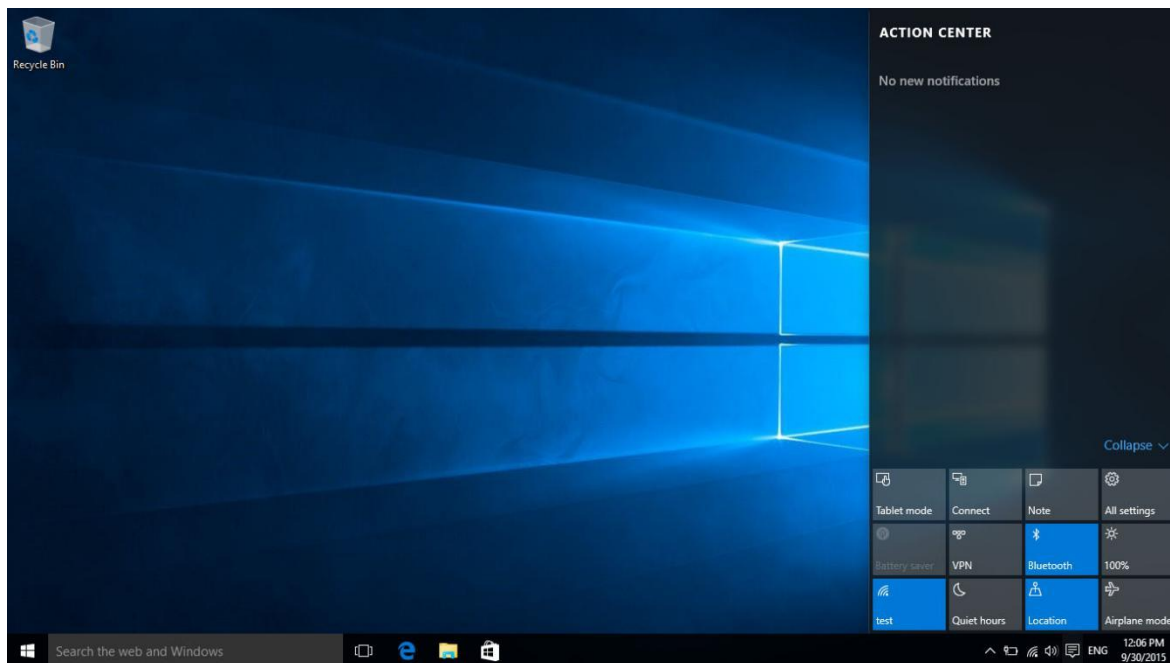 Recycle Bin
ACTION CENTER
No new notifications
Collapse
Tablet mode
Connect
Note
All settings
Battery saver
VPN
Bluetooth
100%
test
Quiet hours
Location
Airplane mode
Search the web and Windows
ENG
12:06 PM
9/30/2015